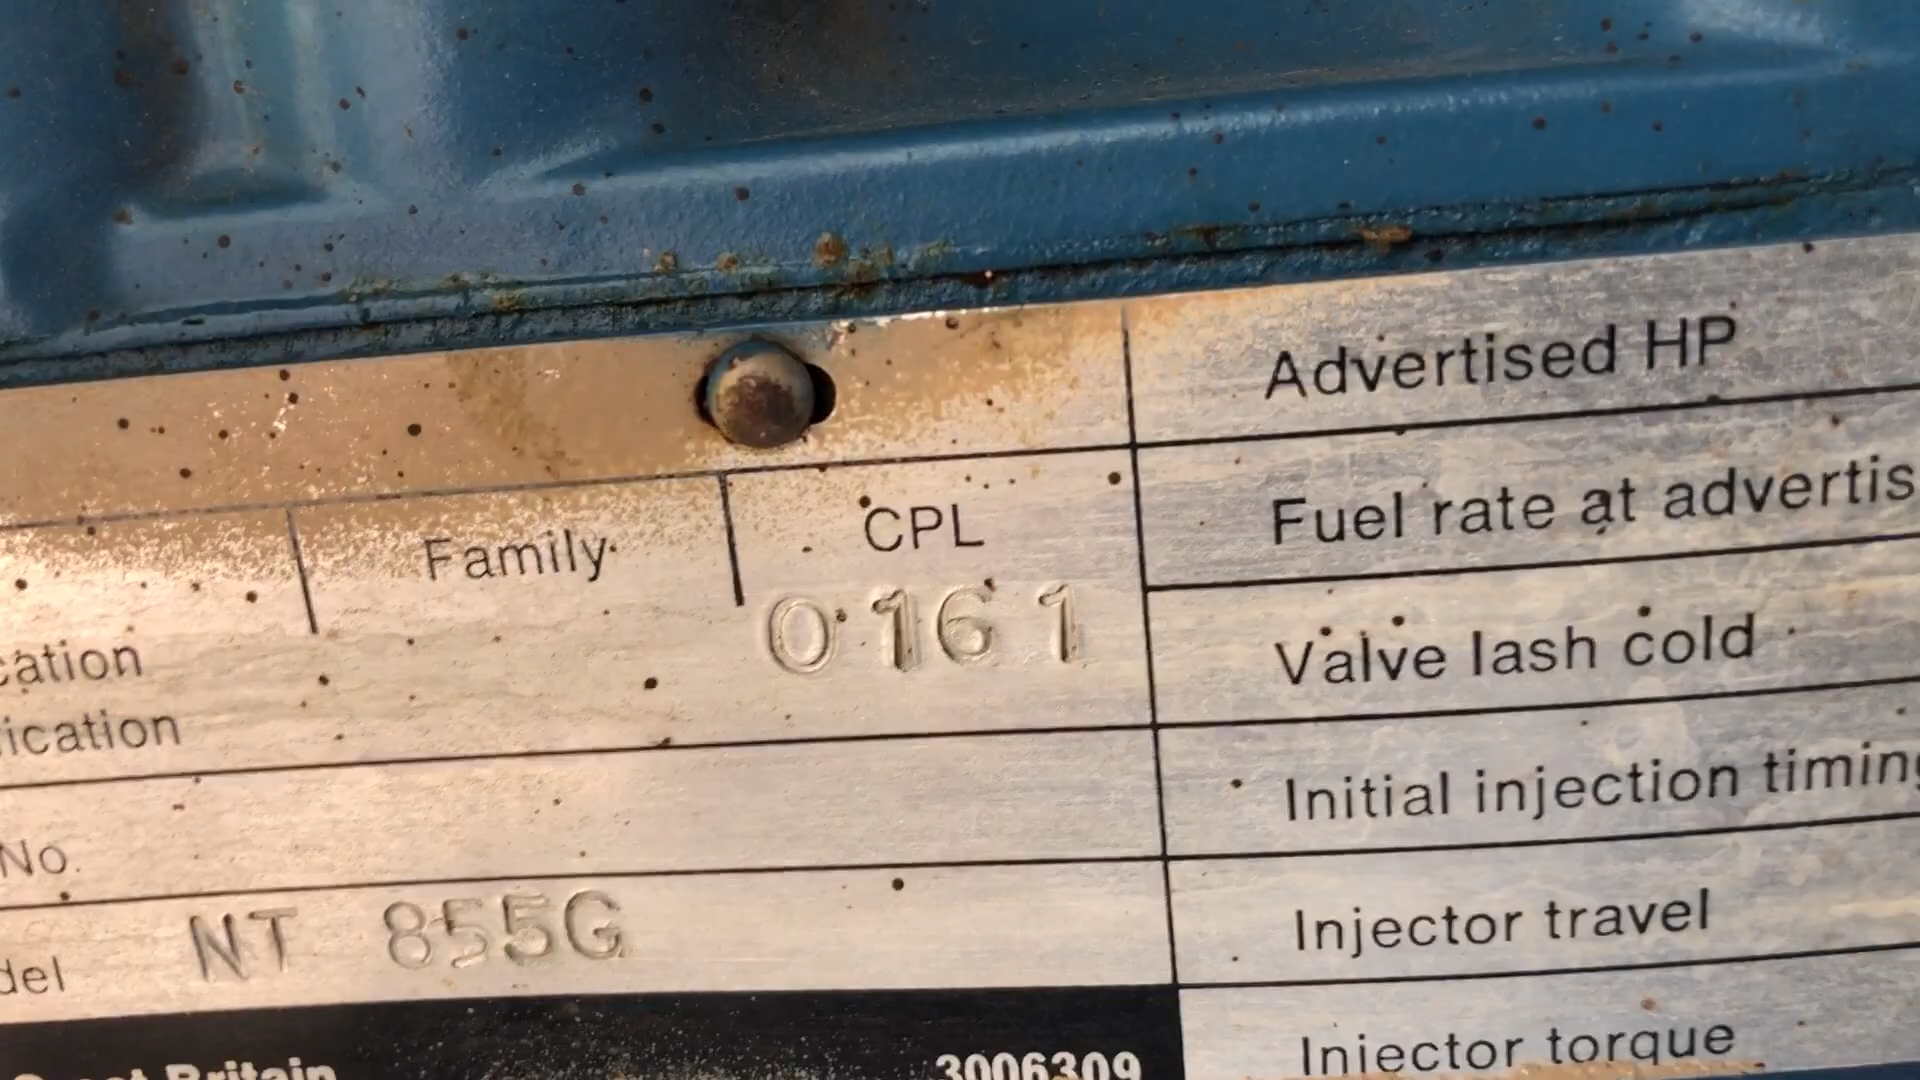 Advertised HP
Family CPL
Fuel rate at advertis
0161
cation
Valve lash cold
ication
Initial injection timing
No.
del NT 855G
Injector travel
Britain 3006309
Injector torque